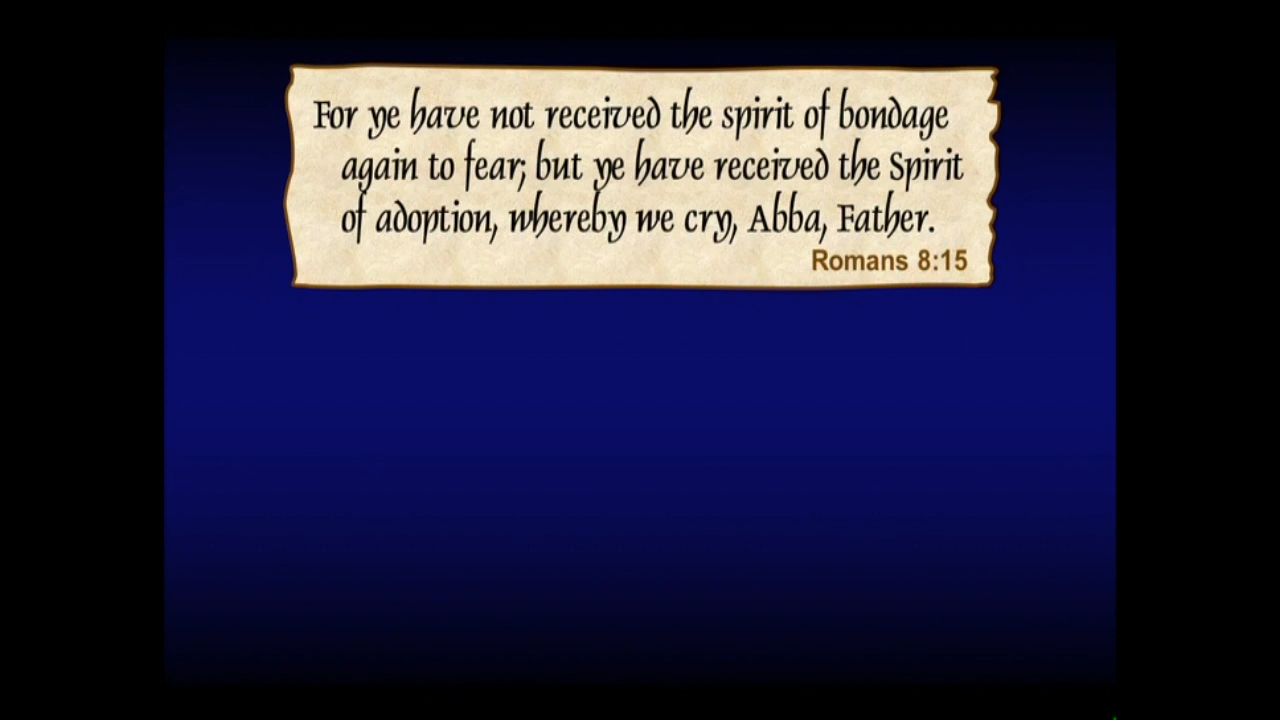 For ye have not received the spirit of bondage
again to fear; but ye have received the Spirit
of adoption, whereby we cry, Abba, Father.
Romans 8:15